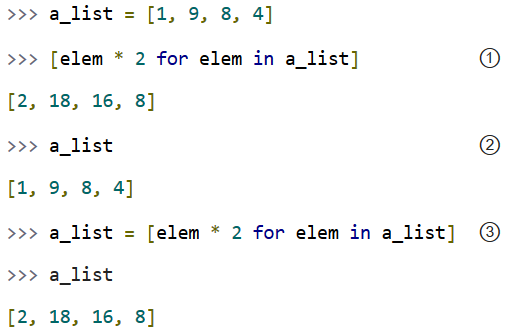 >>> a_list = [1, 9, 8, 4]
>>> [elem * 2 for elem in a_list] ①
[2, 18, 16, 8]
>>> a_list ②
[1, 9, 8, 4]
>>> a_list = [elem * 2 for elem in a_list] ③
>>> a_list
[2, 18, 16, 8]